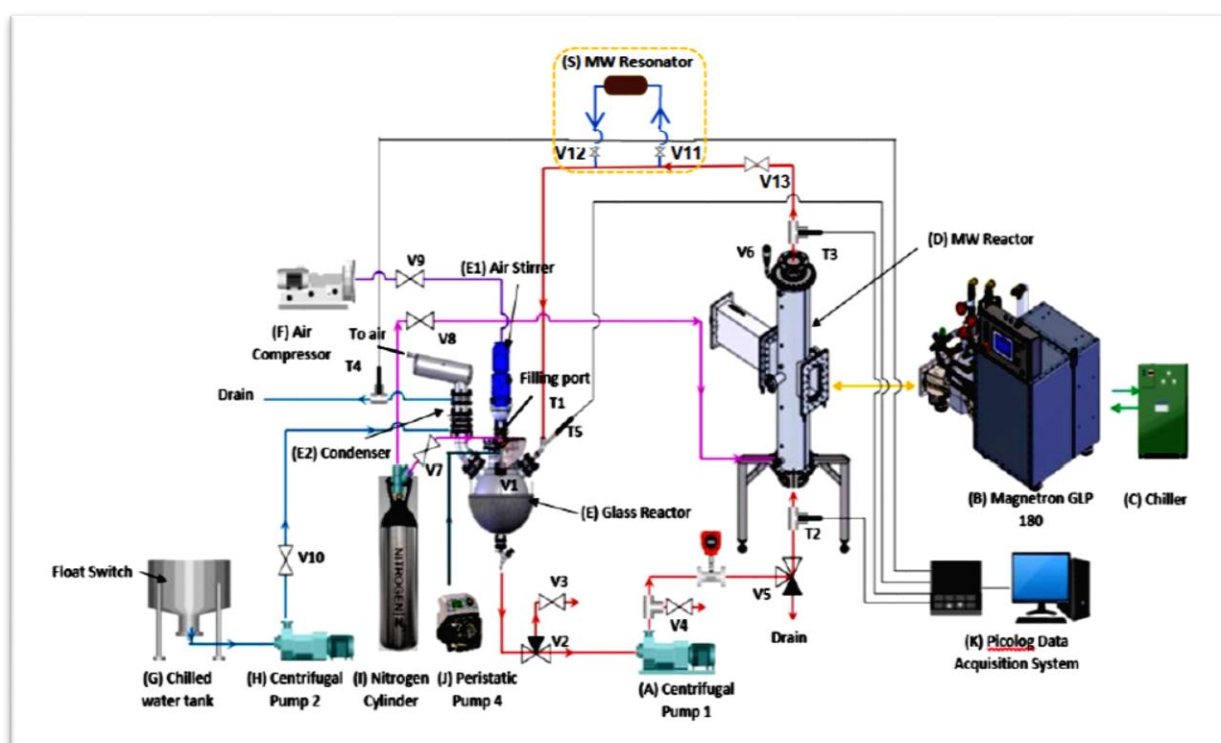 (S) MW Resonator
V12
V11
V13
(D) MW Reactor
V6
T3
V9
(E1) Air Stirrer
(F) Air
Compressor
To air
V8
T4
Filling port
T1
Drain
T5
(E2) Condenser
V7
V1
(E) Glass Reactor
(B) Magnetron GLP
180
(C) Chiller
T2
Float Switch
V10
NITROGEN
V3
V2
V4
V5
Drain
(K) Picolog Data
Acquisition System
(G) Chilled
water tank
(H) Centrifugal
Pump 2
(I) Nitrogen
Cylinder
(J) Peristatic
Pump 4
(A) Centrifugal
Pump 1